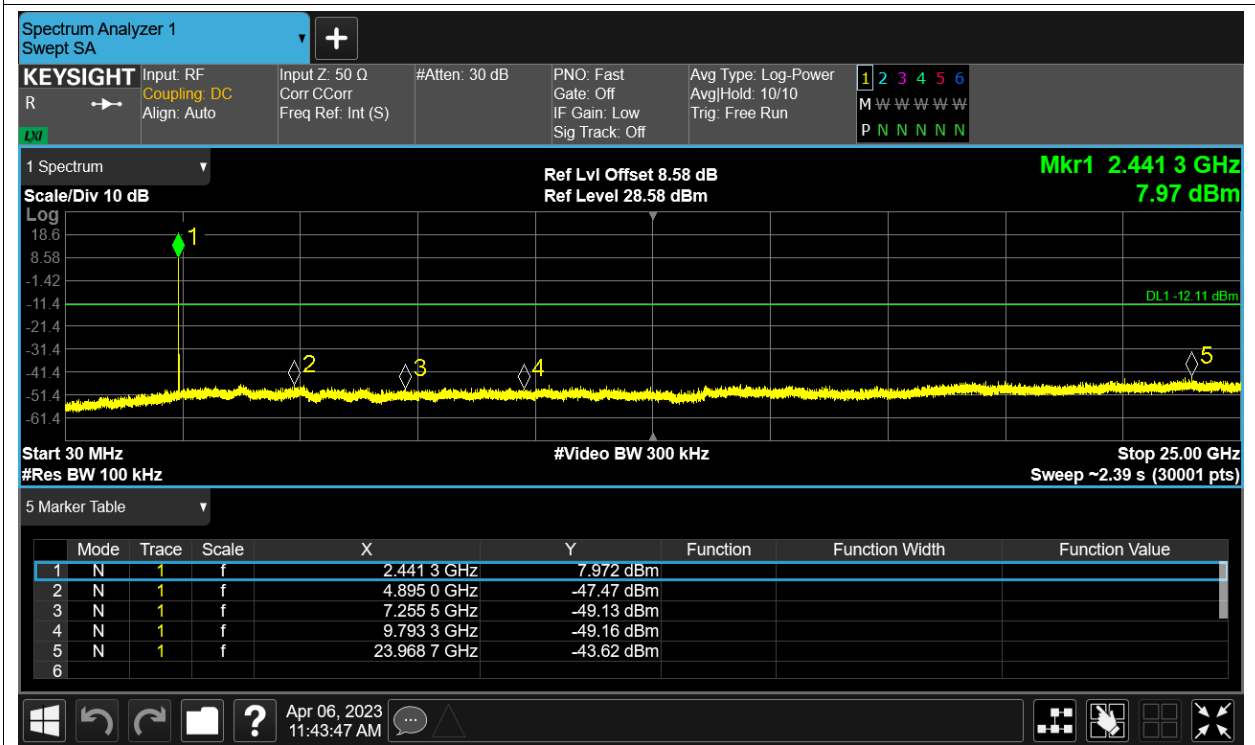 Spectrum Analyzer 1
Swept SA
KEYSIGHT
R
LXI
Input: RF
Coupling: DC
Align: Auto
Input Z: 50 Ω
Corr CCorr
Freq Ref: Int (S)
#Atten: 30 dB
PNO: Fast
Gate: Off
IF Gain: Low
Sig Track: Off
Avg Type: Log-Power
Avg|Hold: 10/10
Trig: Free Run
1 2 3 4 5 6
M W W W W W
P N N N N N
1 Spectrum
Scale/Div 10 dB
Ref Lvl Offset 8.58 dB
Ref Level 28.58 dBm
Mkr1 2.441 3 GHz
7.97 dBm
Log
18.6
8.58
-1.42
-11.4
-21.4
-31.4
-41.4
-51.4
-61.4
1
2
3
4
5
DL1 -12.11 dBm
Start 30 MHz
#Video BW 300 kHz
Stop 25.00 GHz
#Res BW 100 kHz
Sweep ~2.39 s (30001 pts)
5 Marker Table
Mode Trace Scale X Y Function Function Width Function Value
1 N 1 f 2.441 3 GHz 7.972 dBm
2 N 1 f 4.895 0 GHz -47.47 dBm
3 N 1 f 7.255 5 GHz -49.13 dBm
4 N 1 f 9.793 3 GHz -49.16 dBm
5 N 1 f 23.968 7 GHz -43.62 dBm
6
?
Apr 06, 2023
11:43:47 AM